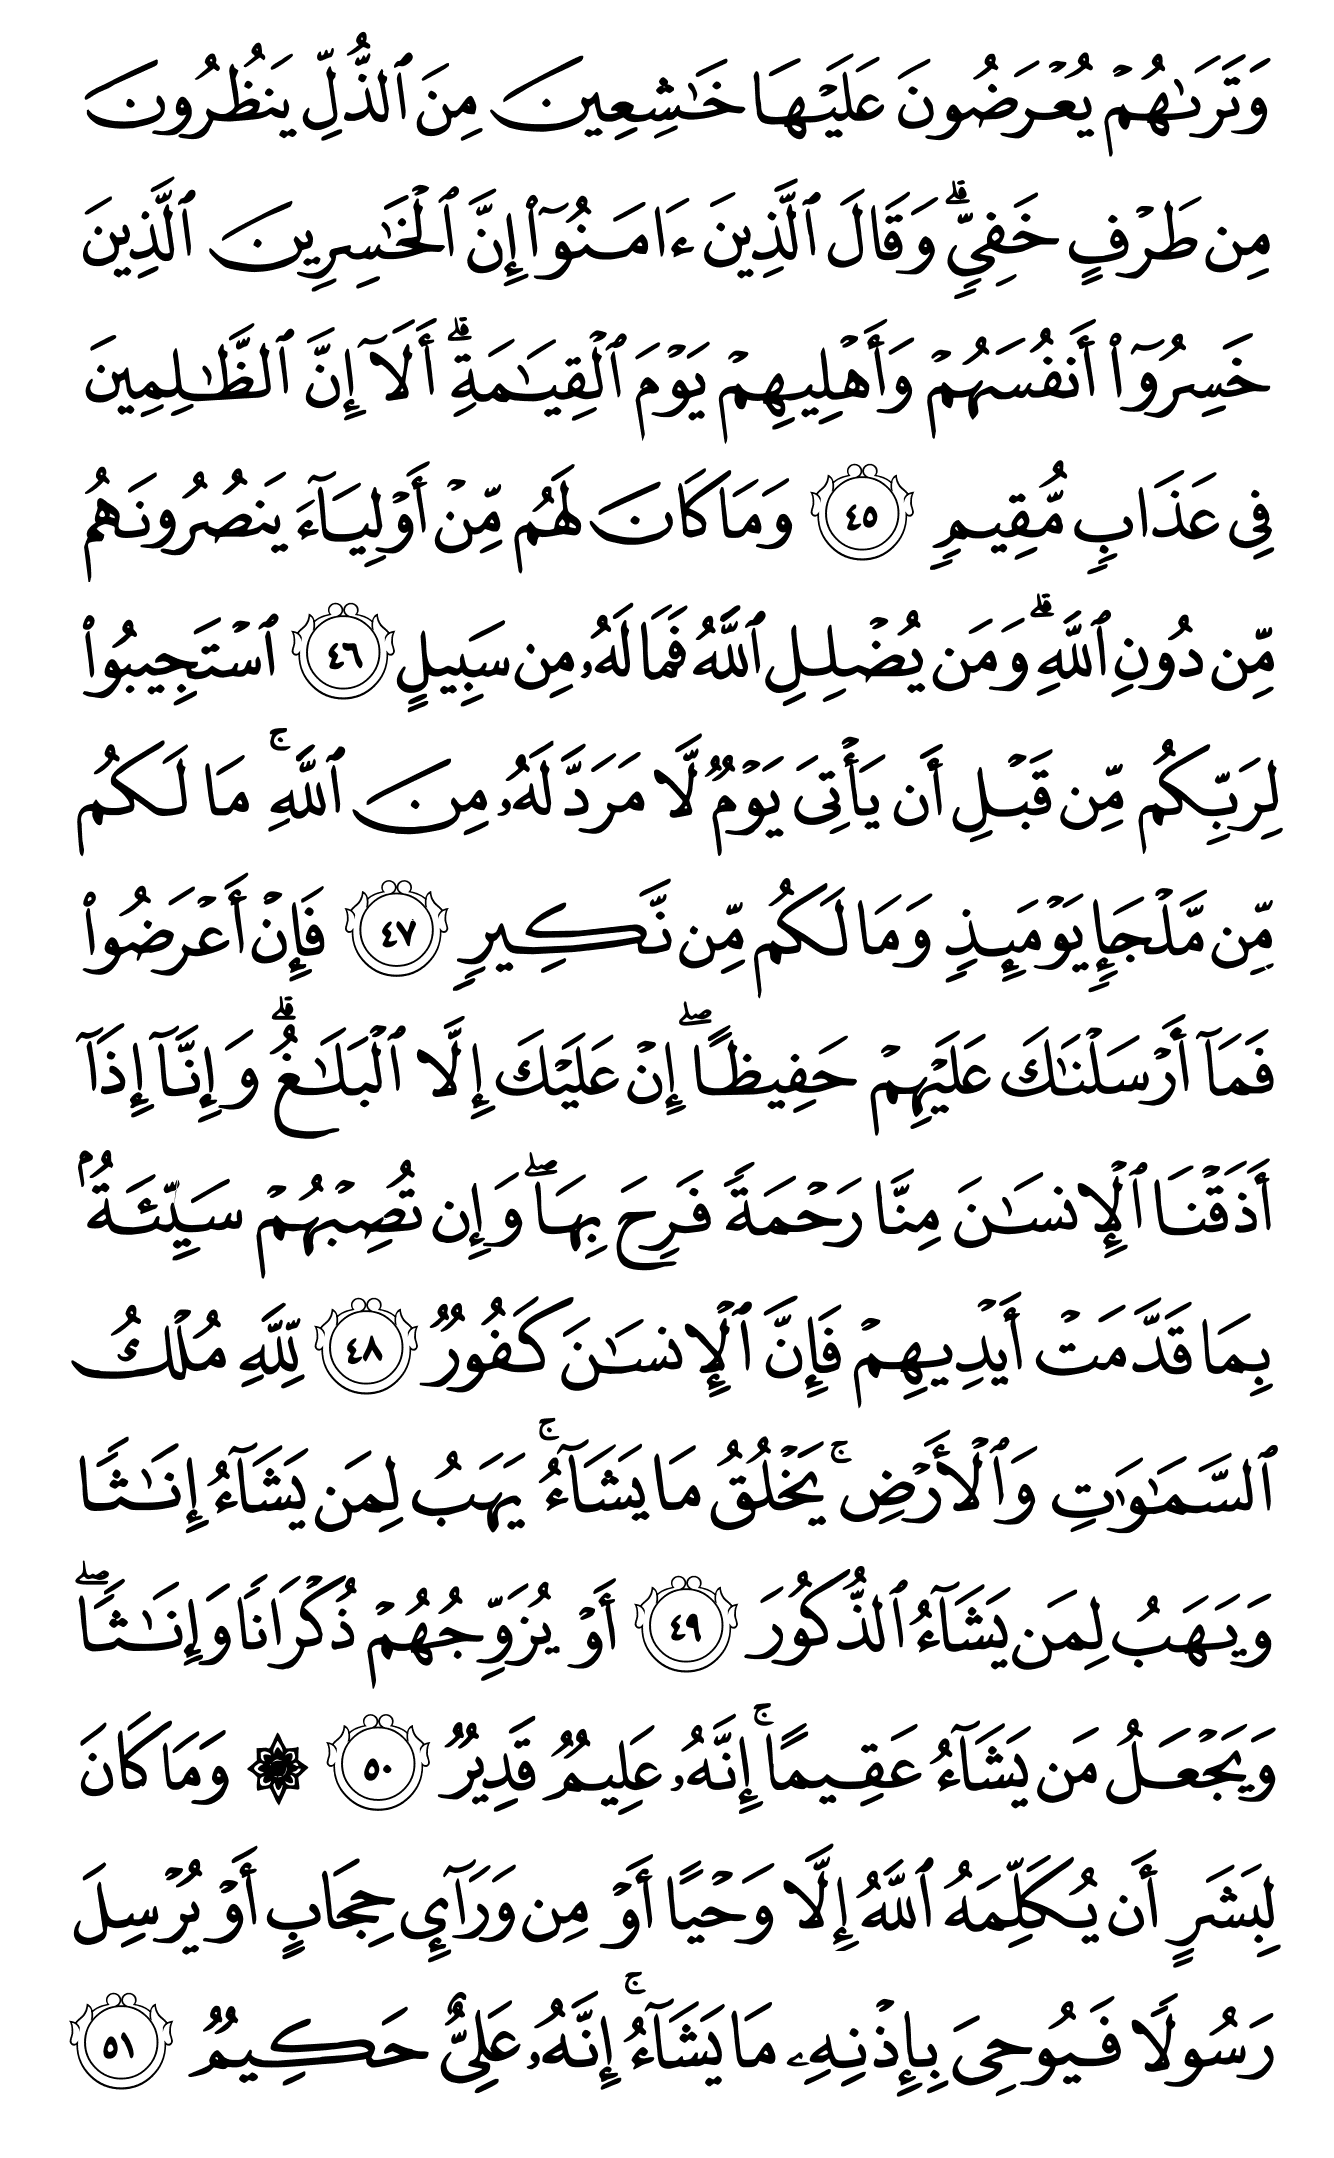 وَتَرَىٰهُمْ يُعْرَضُونَ عَلَيْهَا خَٰشِعِينَ مِنَ ٱلذُّلِّ يَنظُرُونَ
مِن طَرْفٍ خَفِيٍّۗ وَقَالَ ٱلَّذِينَ ءَامَنُوٓا۟ إِنَّ ٱلْخَٰسِرِينَ ٱلَّذِينَ
خَسِرُوٓا۟ أَنفُسَهُمْ وَأَهْلِيهِمْ يَوْمَ ٱلْقِيَٰمَةِۗ أَلَآ إِنَّ ٱلظَّٰلِمِينَ
فِى عَذَابٍ مُّقِيمٍ ٤٥ وَمَا كَانَ لَهُم مِّنْ أَوْلِيَآءَ يَنصُرُونَهُم
مِّن دُونِ ٱللَّهِۗ وَمَن يُضْلِلِ ٱللَّهُ فَمَا لَهُۥ مِن سَبِيلٍ ٤٦ ٱسْتَجِيبُوا۟
لِرَبِّكُم مِّن قَبْلِ أَن يَأْتِىَ يَوْمٌ لَّا مَرَدَّ لَهُۥ مِنَ ٱللَّهِۚ مَا لَكُم
مِّن مَّلْجَإٍ يَوْمَئِذٍ وَمَا لَكُم مِّن نَّكِيرٍ ٤٧ فَإِنْ أَعْرَضُوا۟
فَمَآ أَرْسَلْنَٰكَ عَلَيْهِمْ حَفِيظًاۖ إِنْ عَلَيْكَ إِلَّا ٱلْبَلَٰغُۗ وَإِنَّآ إِذَآ
أَذَقْنَا ٱلْإِنسَٰنَ مِنَّا رَحْمَةً فَرِحَ بِهَاۖ وَإِن تُصِبْهُمْ سَيِّئَةٌۢ
بِمَا قَدَّمَتْ أَيْدِيهِمْ فَإِنَّ ٱلْإِنسَٰنَ كَفُورٌ ٤٨ لِّلَّهِ مُلْكُ
ٱلسَّمَٰوَٰتِ وَٱلْأَرْضِۚ يَخْلُقُ مَا يَشَآءُۚ يَهَبُ لِمَن يَشَآءُ إِنَٰثًا
وَيَهَبُ لِمَن يَشَآءُ ٱلذُّكُورَ ٤٩ أَوْ يُزَوِّجُهُمْ ذُكْرَانًا وَإِنَٰثًاۖ
وَيَجْعَلُ مَن يَشَآءُ عَقِيمًاۚ إِنَّهُۥ عَلِيمٌ قَدِيرٌ ٥٠ ۞ وَمَا كَانَ
لِبَشَرٍ أَن يُكَلِّمَهُ ٱللَّهُ إِلَّا وَحْيًا أَوْ مِن وَرَآئِ حِجَابٍ أَوْ يُرْسِلَ
رَسُولًا فَيُوحِىَ بِإِذْنِهِۦ مَا يَشَآءُۚ إِنَّهُۥ عَلِىٌّ حَكِيمٌ ٥١